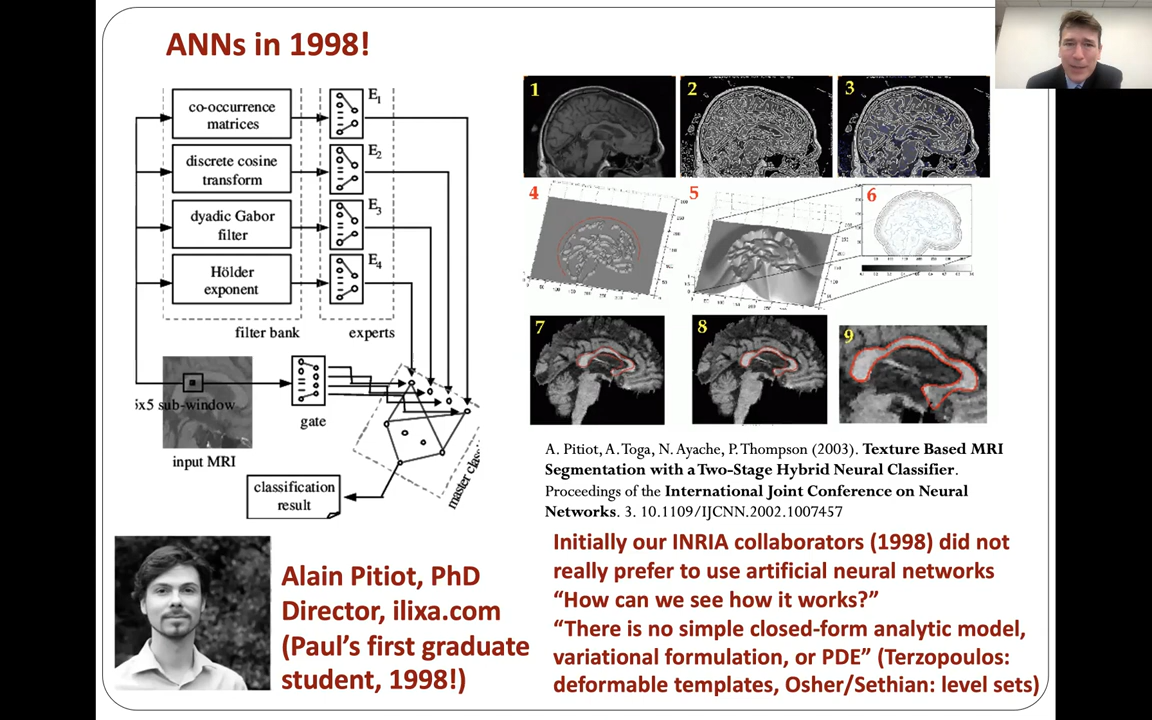 ANNs in 1998!
co-occurrence
matrices
discrete cosine
transform
dyadic Gabor
filter
Hölder
exponent
E1
E2
E3
E4
filter bank
experts
5x5 sub-window
gate
input MRI
classification
result
1
2
3
4
5
6
7
8
9
A. Pitiot, A. Toga, N. Ayache, P. Thompson (2003). Texture Based MRI
Segmentation with a Two-Stage Hybrid Neural Classifier.
Proceedings of the International Joint Conference on Neural
Networks. 3. 10.1109/IJCNN.2002.1007457
Alain Pitiot, PhD
Director, ilixa.com
(Paul’s first graduate
student, 1998!)
Initially our INRIA collaborators (1998) did not
really prefer to use artificial neural networks
“How can we see how it works?”
“There is no simple closed-form analytic model,
variational formulation, or PDE” (Terzopoulos:
deformable templates, Osher/Sethian: level sets)